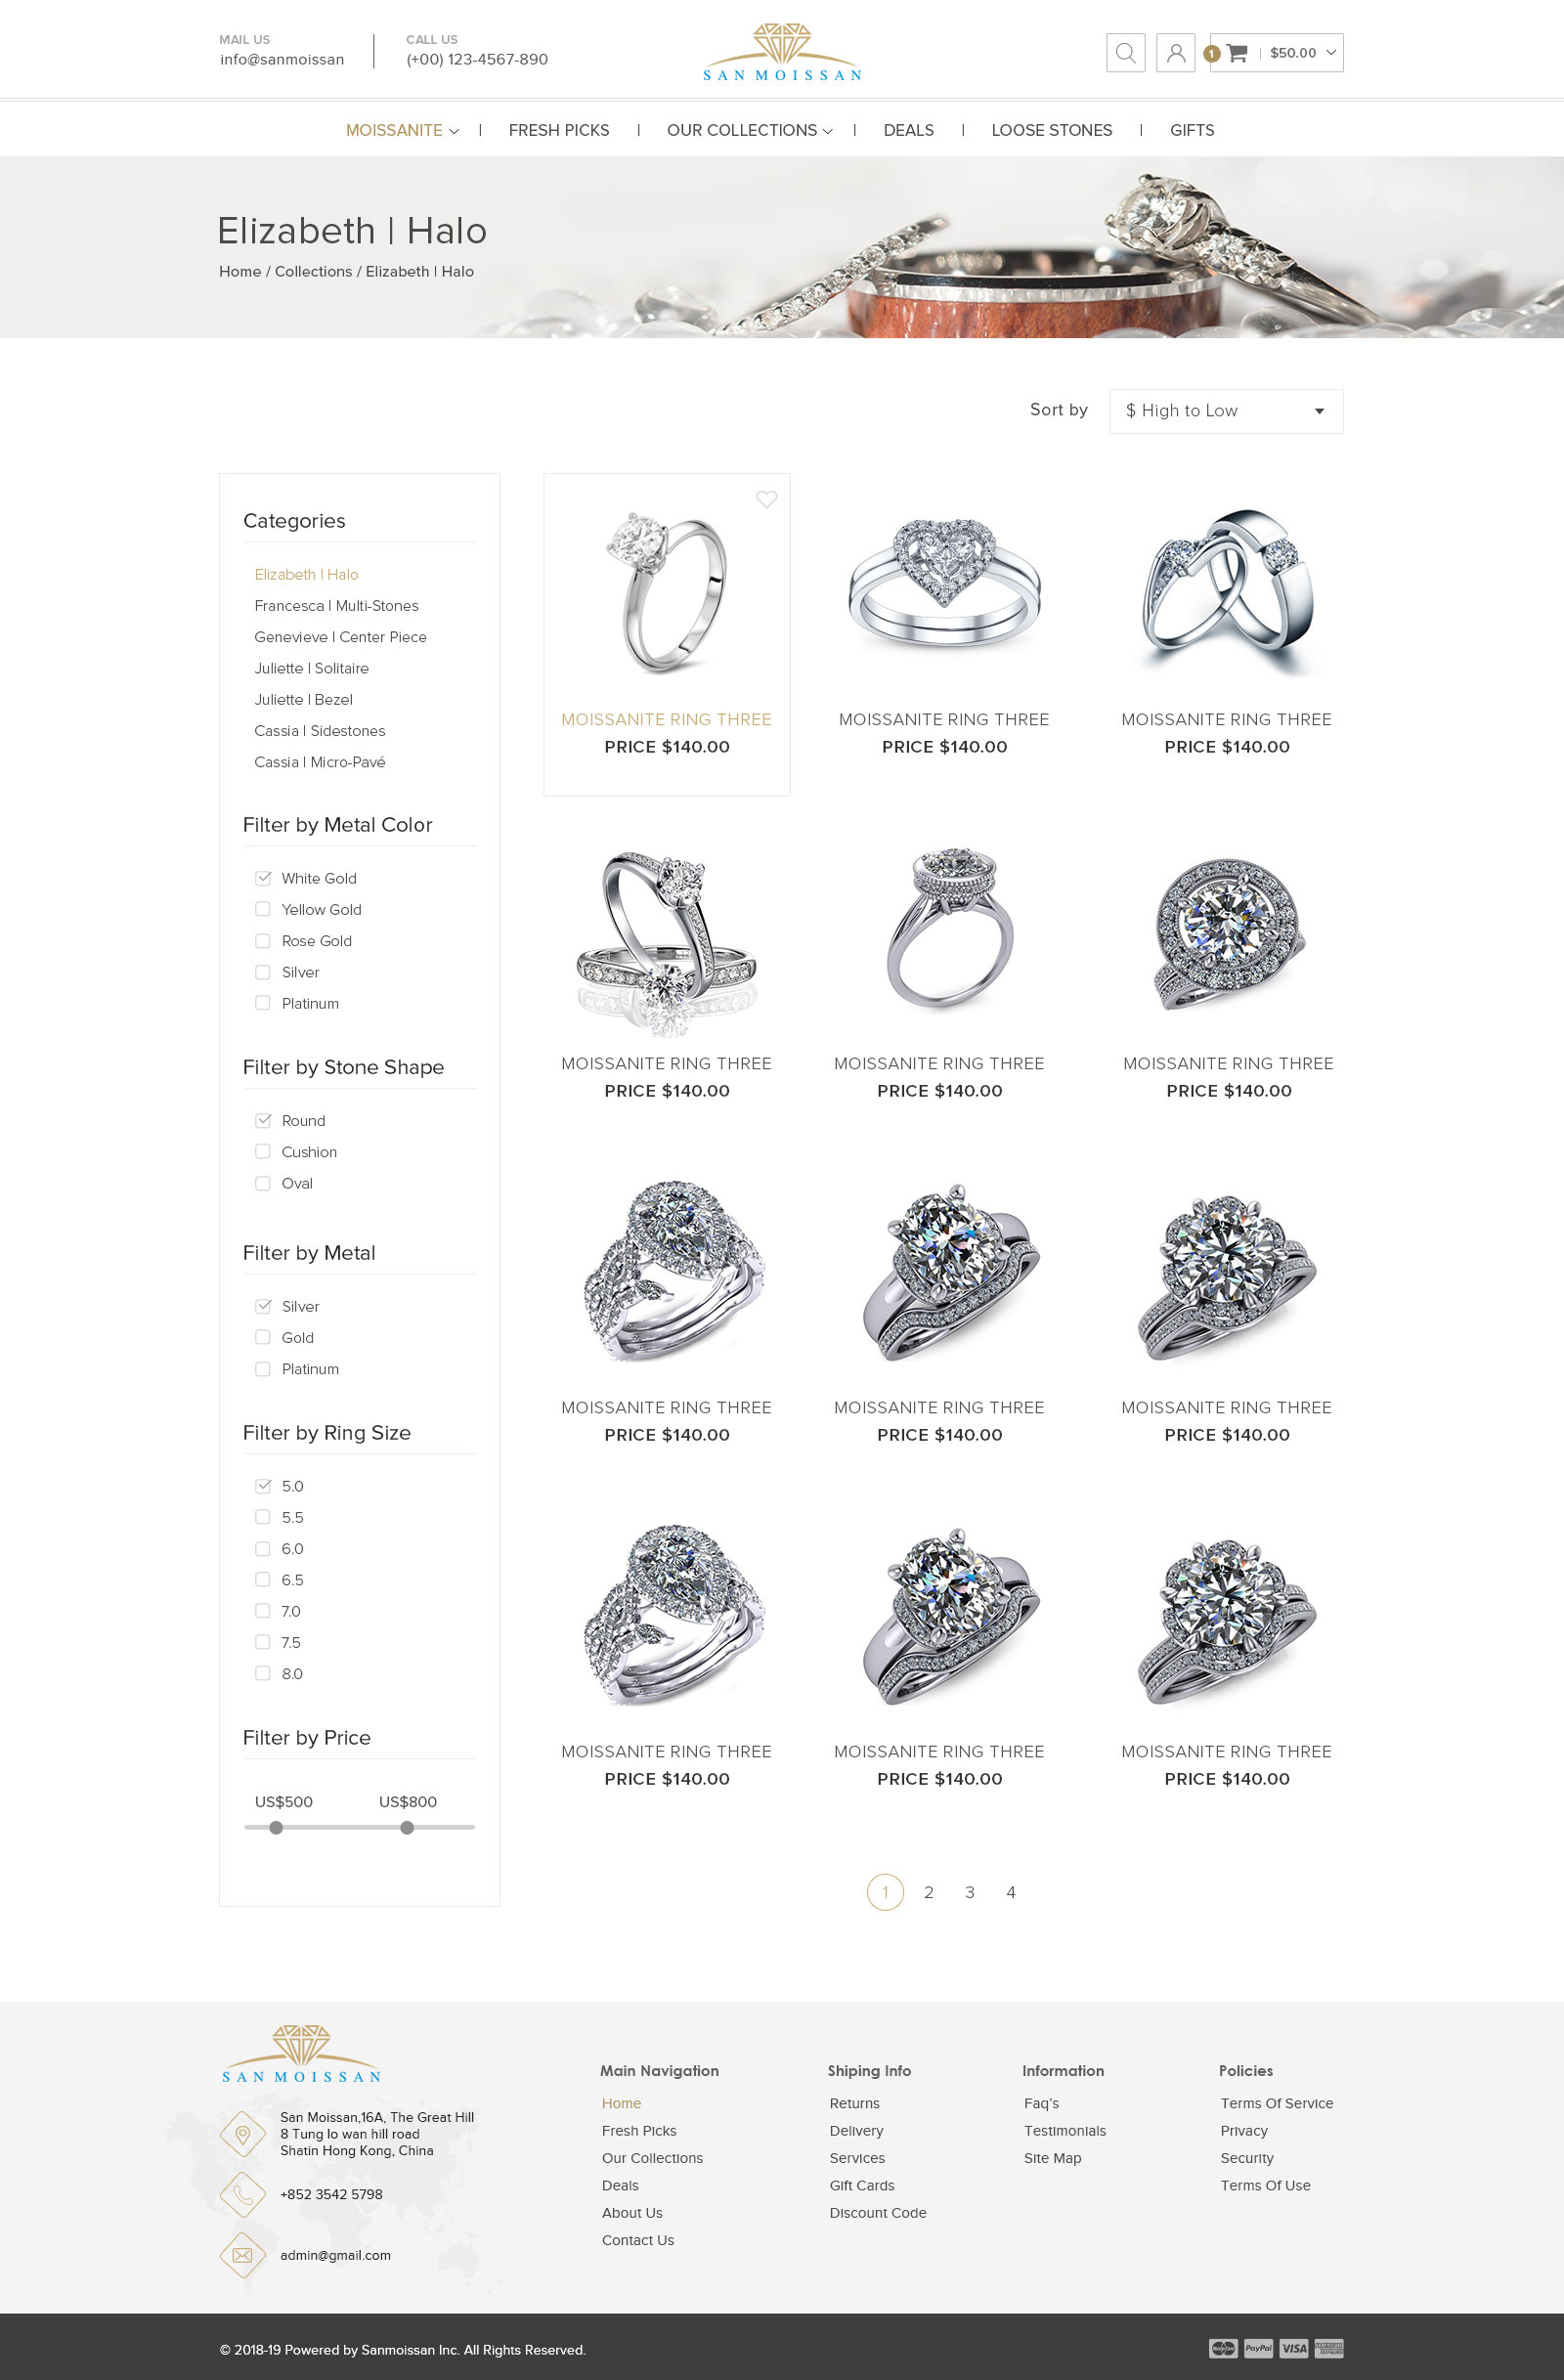 MAIL US
info@sanmoissan
CALL US
(+00) 123-4567-890
SAN MOISSAN
1
| $50.00
MOISSANITE | FRESH PICKS | OUR COLLECTIONS | DEALS | LOOSE STONES | GIFTS
Elizabeth | Halo
Home / Collections / Elizabeth | Halo
Sort by
$ High to Low
Categories
Elizabeth | Halo
Francesca | Multi-Stones
Genevieve | Center Piece
Juliette | Solitaire
Juliette | Bezel
Cassia | Sidestones
Cassia | Micro-Pavé
Filter by Metal Color
White Gold
Yellow Gold
Rose Gold
Silver
Platinum
Filter by Stone Shape
Round
Cushion
Oval
Filter by Metal
Silver
Gold
Platinum
Filter by Ring Size
5.0
5.5
6.0
6.5
7.0
7.5
8.0
Filter by Price
US$500 US$800
MOISSANITE RING THREE
PRICE $140.00
MOISSANITE RING THREE
PRICE $140.00
MOISSANITE RING THREE
PRICE $140.00
MOISSANITE RING THREE
PRICE $140.00
MOISSANITE RING THREE
PRICE $140.00
MOISSANITE RING THREE
PRICE $140.00
MOISSANITE RING THREE
PRICE $140.00
MOISSANITE RING THREE
PRICE $140.00
MOISSANITE RING THREE
PRICE $140.00
MOISSANITE RING THREE
PRICE $140.00
MOISSANITE RING THREE
PRICE $140.00
MOISSANITE RING THREE
PRICE $140.00
1 2 3 4
SAN MOISSAN
San Moissan,16A, The Great Hill
8 Tung lo wan hill road
Shatin Hong Kong, China
+852 3542 5798
admin@gmail.com
Main Navigation
Home
Fresh Picks
Our Collections
Deals
About Us
Contact Us
Shiping Info
Returns
Delivery
Services
Gift Cards
Discount Code
Information
Faq's
Testimonials
Site Map
Policies
Terms Of Service
Privacy
Security
Terms Of Use
© 2018-19 Powered by Sanmoissan Inc. All Rights Reserved.
MasterCard PayPal VISA AMERICAN EXPRESS